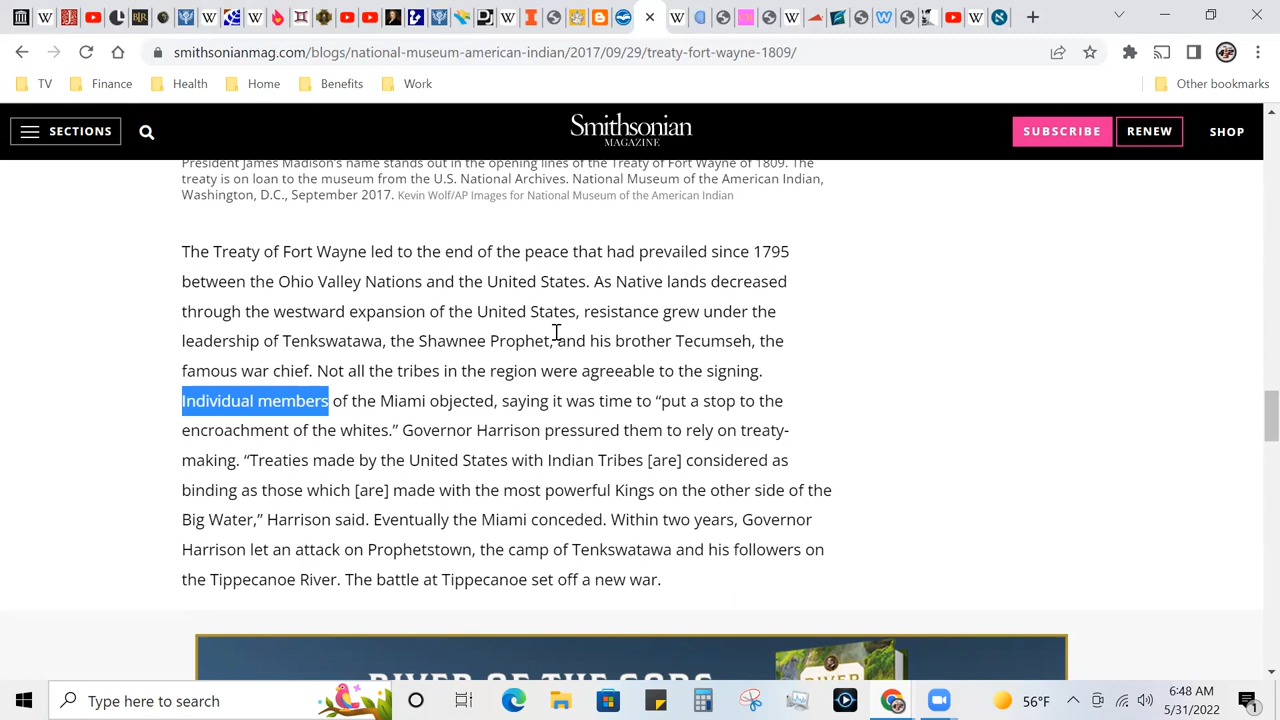 smithsonianmag.com/blogs/national-museum-american-indian/2017/09/29/treaty-fort-wayne-1809/
TV Finance Health Home Benefits Work Other bookmarks
SECTIONS Smithsonian MAGAZINE SUBSCRIBE RENEW SHOP
President James Madison's name stands out in the opening lines of the Treaty of Fort Wayne of 1809. The
treaty is on loan to the museum from the U.S. National Archives. National Museum of the American Indian,
Washington, D.C., September 2017. Kevin Wolf/AP Images for National Museum of the American Indian
The Treaty of Fort Wayne led to the end of the peace that had prevailed since 1795
between the Ohio Valley Nations and the United States. As Native lands decreased
through the westward expansion of the United States, resistance grew under the
leadership of Tenkswatawa, the Shawnee Prophet, and his brother Tecumseh, the
famous war chief. Not all the tribes in the region were agreeable to the signing.
Individual members of the Miami objected, saying it was time to “put a stop to the
encroachment of the whites.” Governor Harrison pressured them to rely on treaty-
making. “Treaties made by the United States with Indian Tribes [are] considered as
binding as those which [are] made with the most powerful Kings on the other side of the
Big Water,” Harrison said. Eventually the Miami conceded. Within two years, Governor
Harrison let an attack on Prophetstown, the camp of Tenkswatawa and his followers on
the Tippecanoe River. The battle at Tippecanoe set off a new war.
RIVER OF THE GODS
RIVER
Type here to search
56°F
6:48 AM
5/31/2022